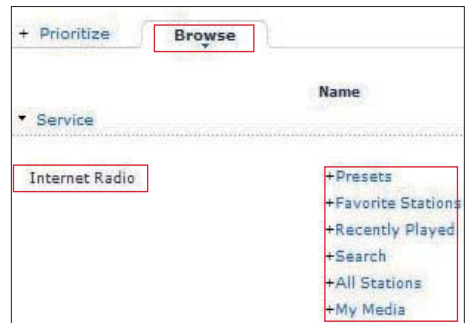 + Prioritize Browse
Name
Service
Internet Radio +Presets
+Favorite Stations
+Recently Played
+Search
+All Stations
+My Media